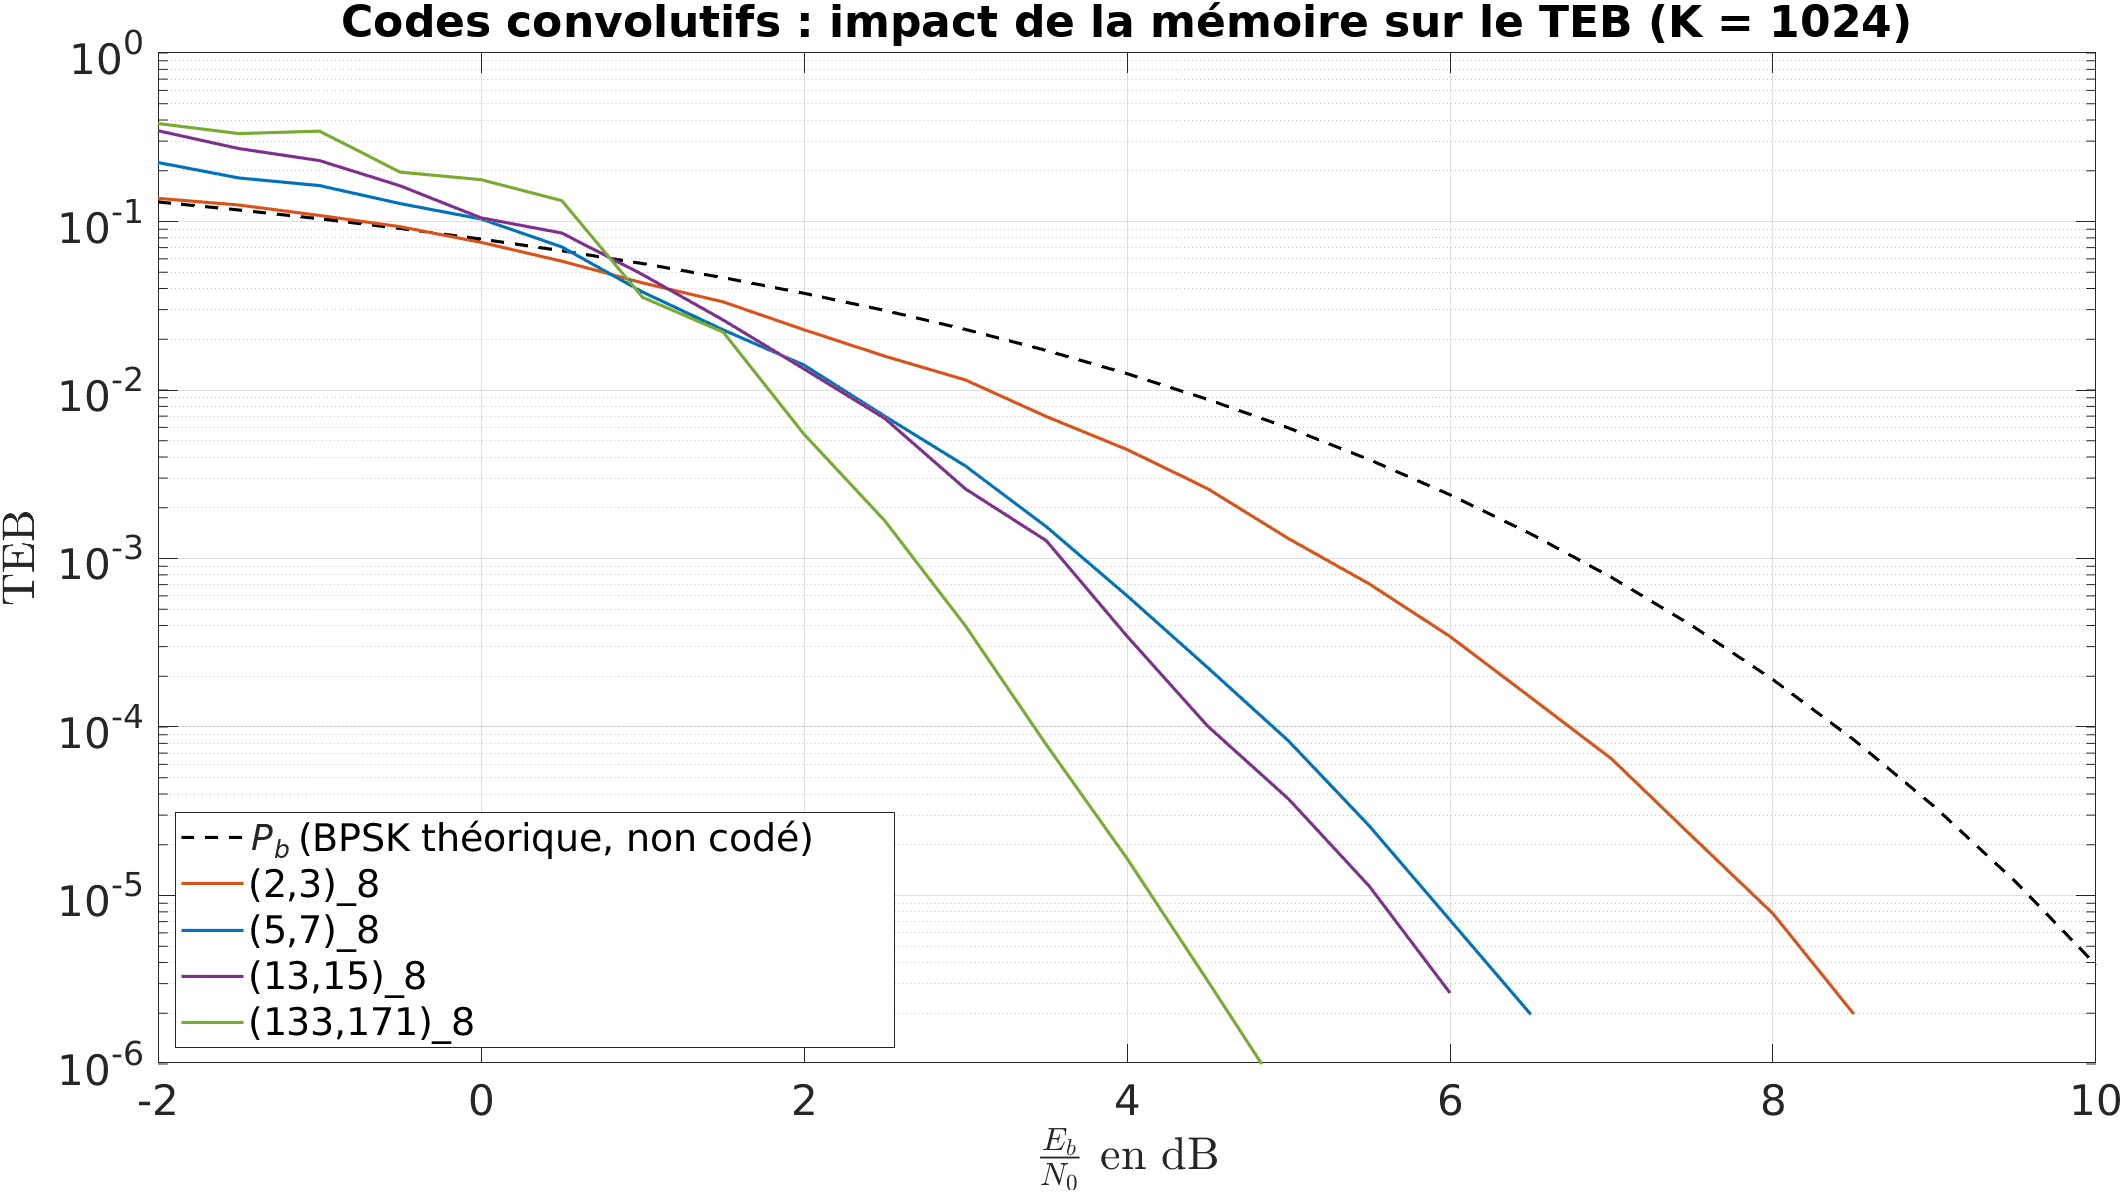 Codes convolutifs : impact de la mémoire sur le TEB (K = 1024)
10^0
10^-1
10^-2
10^-3
10^-4
10^-5
10^-6
TEB
P_b (BPSK théorique, non codé)
(2,3)_8
(5,7)_8
(13,15)_8
(133,171)_8
-2 0 2 4 6 8 10
E_b/N_0 en dB